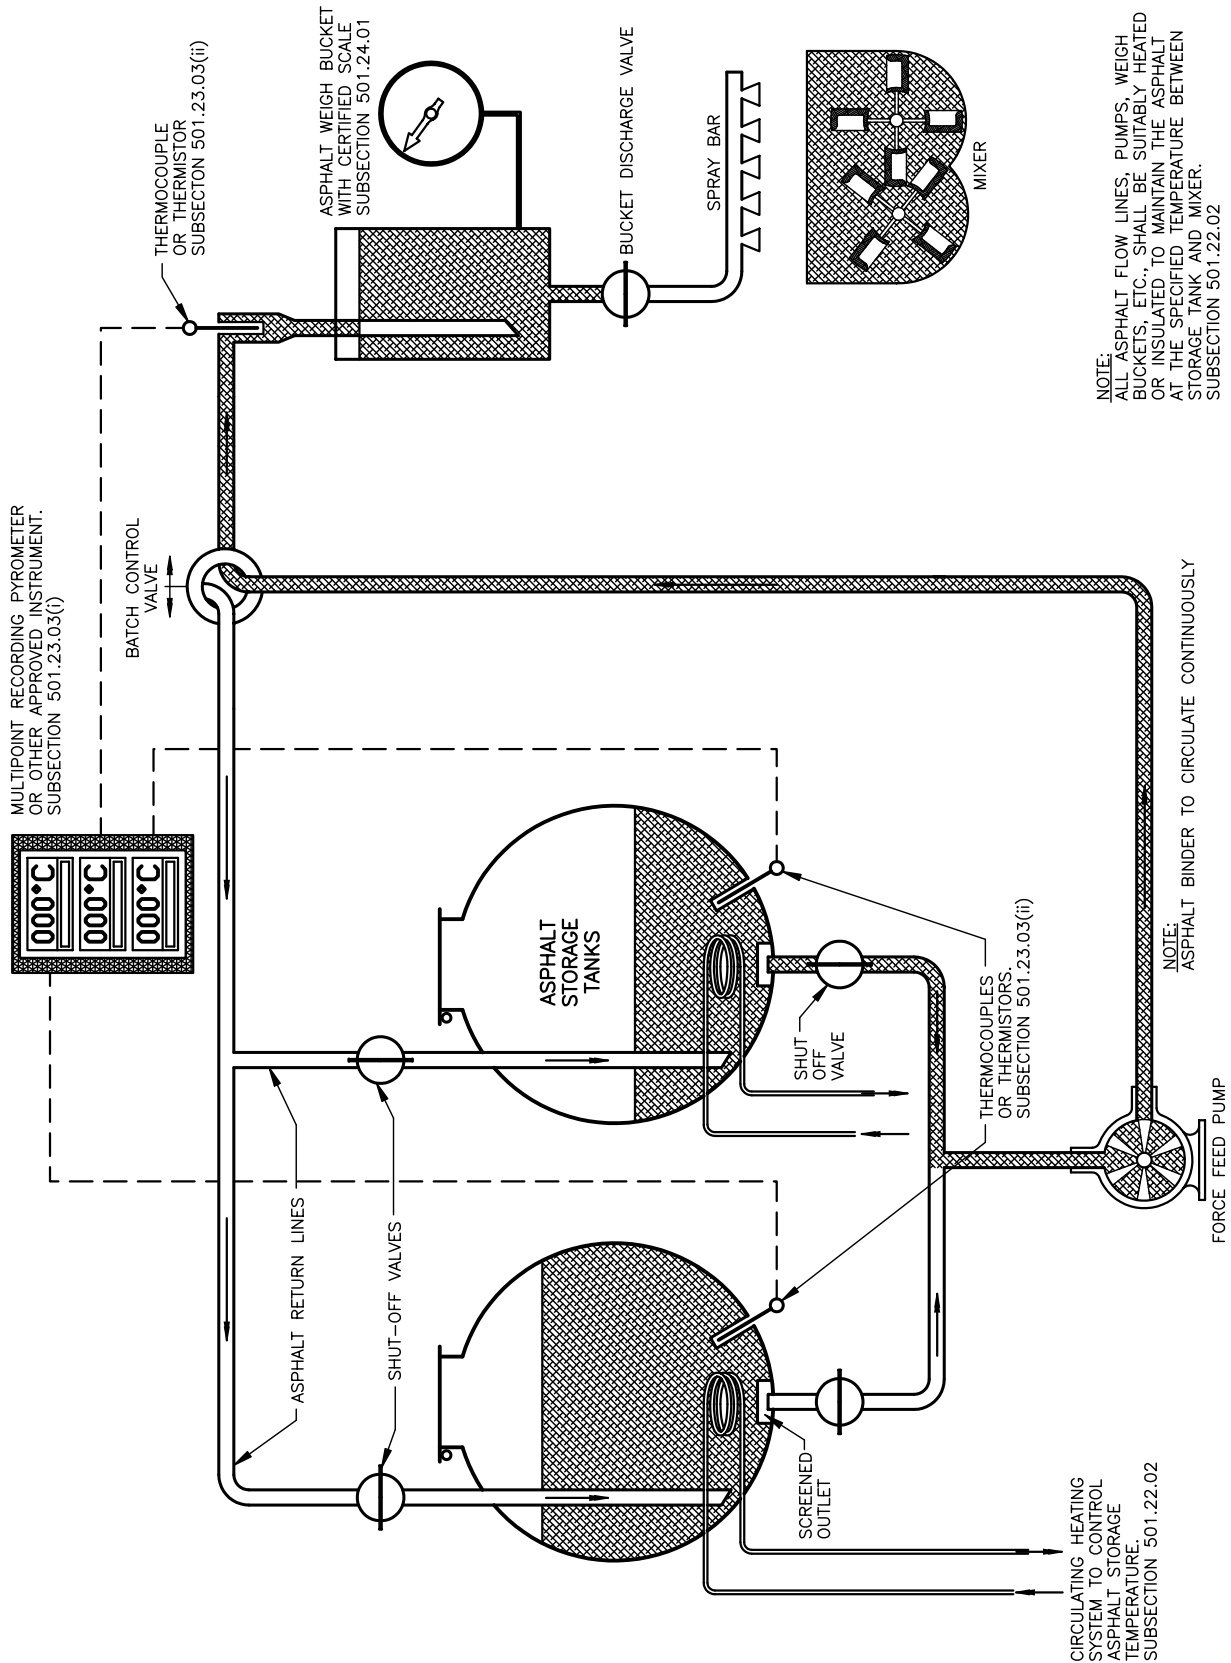 MULTIPOINT RECORDING PYROMETER
OR OTHER APPROVED INSTRUMENT.
SUBSECTION 501.23.03(i)
000°C
000°C
000°C
BATCH CONTROL
VALVE
THERMOCOUPLE
OR THERMISTOR
SUBSECTON 501.23.03(ii)
ASPHALT WEIGH BUCKET
WITH CERTIFIED SCALE
SUBSECTION 501.24.01
ASPHALT RETURN LINES
SHUT-OFF VALVES
ASPHALT
STORAGE
TANKS
BUCKET DISCHARGE VALVE
SPRAY BAR
MIXER
SCREENED
OUTLET
SHUT
OFF
VALVE
THERMOCOUPLES
OR THERMISTORS.
SUBSECTION 501.23.03(ii)
CIRCULATING HEATING
SYSTEM TO CONTROL
ASPHALT STORAGE
TEMPERATURE.
SUBSECTION 501.22.02
FORCE FEED PUMP
NOTE:
ASPHALT BINDER TO CIRCULATE CONTINUOUSLY
NOTE:
ALL ASPHALT FLOW LINES, PUMPS, WEIGH
BUCKETS, ETC., SHALL BE SUITABLY HEATED
OR INSULATED TO MAINTAIN THE ASPHALT
AT THE SPECIFIED TEMPERATURE BETWEEN
STORAGE TANK AND MIXER.
SUBSECTION 501.22.02